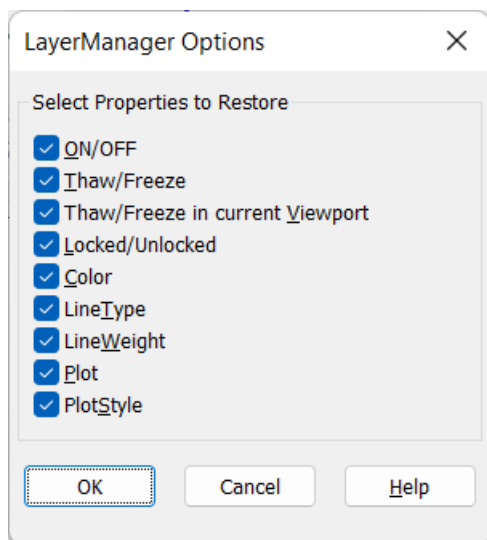 LayerManager Options
Select Properties to Restore
ON/OFF
Thaw/Freeze
Thaw/Freeze in current Viewport
Locked/Unlocked
Color
LineType
LineWeight
Plot
PlotStyle
OK Cancel Help